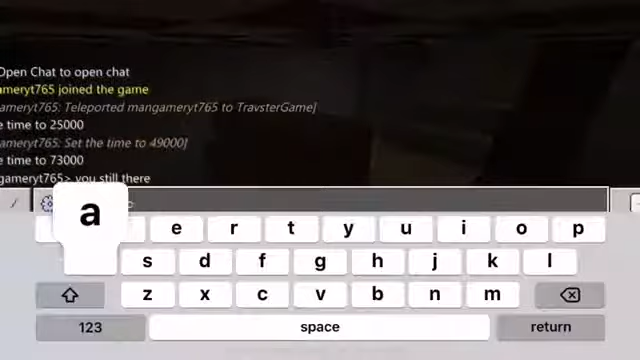 Open Chat to open chat
ameryt765 joined the game
ameryt765: Teleported mangameryt765 to TravsterGame]
e time to 25000
ameryt765: Set the time to 49000]
e time to 73000
gameryt765> you still there
/
a
e r t y u i o p
s d f g h j k l
z x c v b n m
123 space return